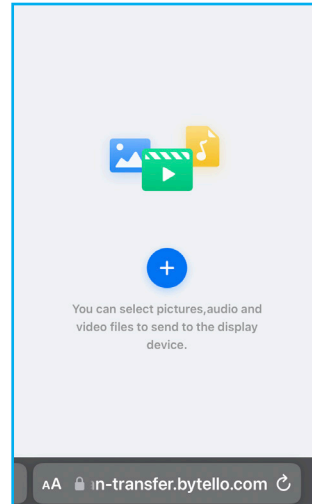 You can select pictures,audio and
video files to send to the display
device.
AA n-transfer.bytello.com